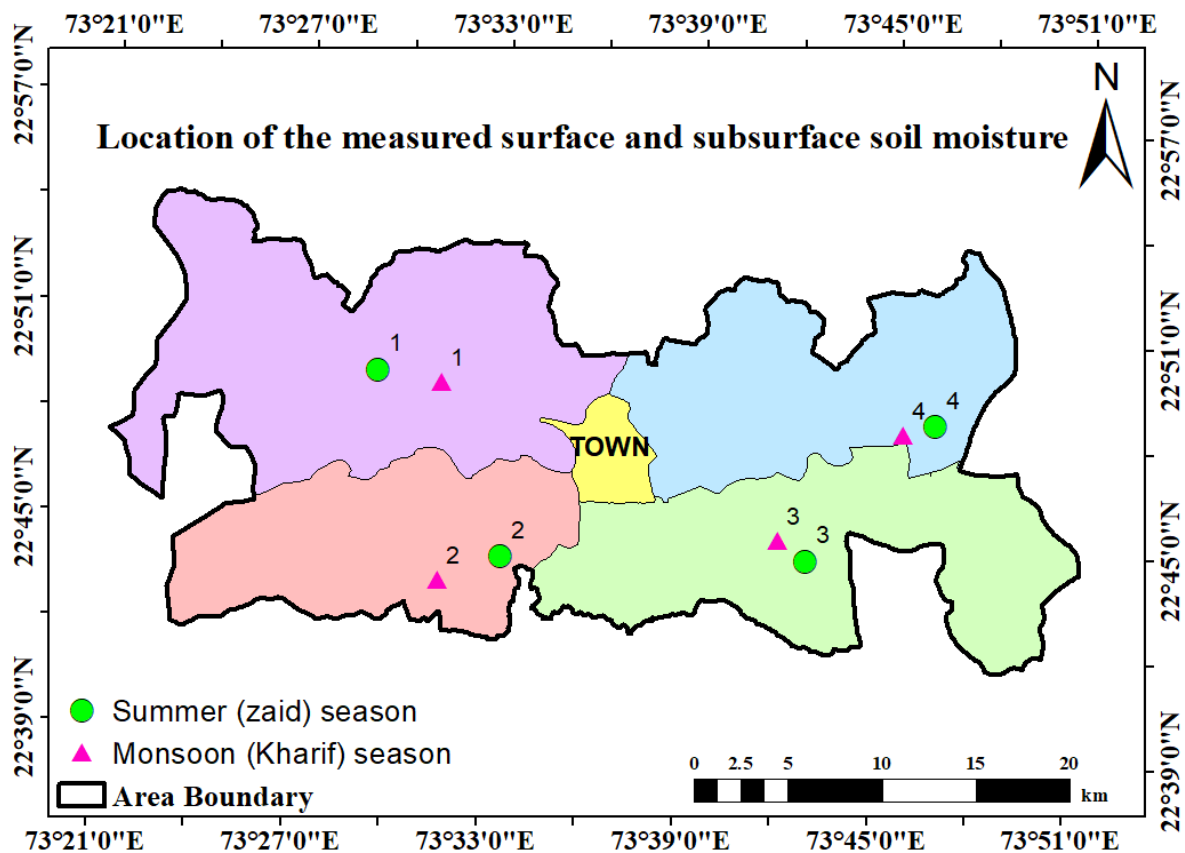 73°21'0"E 73°27'0"E 73°33'0"E 73°39'0"E 73°45'0"E 73°51'0"E
22°57'0"N
22°51'0"N
22°45'0"N
22°39'0"N
N
Location of the measured surface and subsurface soil moisture
22°57'0"N
22°51'0"N
22°45'0"N
22°39'0"N
1
1
4 4
TOWN
3
3
2
2
Summer (zaid) season
Monsoon (Kharif) season
Area Boundary
0 2.5 5 10 15 20
km
73°21'0"E 73°27'0"E 73°33'0"E 73°39'0"E 73°45'0"E 73°51'0"E